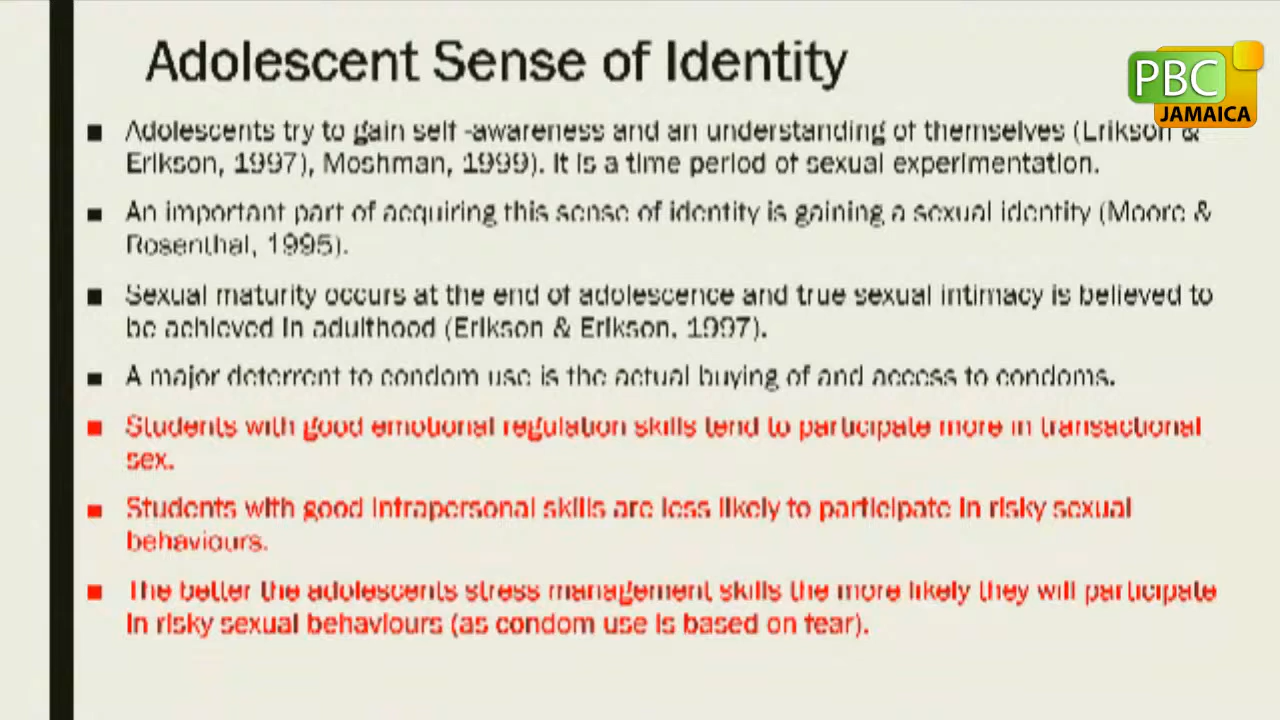 Adolescent Sense of Identity
PBC
JAMAICA
■ Adolescents try to gain self -awareness and an understanding of themselves (Erikson &
Erikson, 1997), Moshman, 1999). It is a time period of sexual experimentation.
■ An important part of acquiring this sense of identity is gaining a sexual identity (Moore &
Rosenthal, 1995).
■ Sexual maturity occurs at the end of adolescence and true sexual intimacy is believed to
be achieved in adulthood (Erikson & Erikson, 1997).
■ A major deterrent to condom use is the actual buying of and access to condoms.
■ Students with good emotional regulation skills tend to participate more in transactional
sex.
■ Students with good intrapersonal skills are less likely to participate in risky sexual
behaviours.
■ The better the adolescents stress management skills the more likely they will participate
in risky sexual behaviours (as condom use is based on fear).